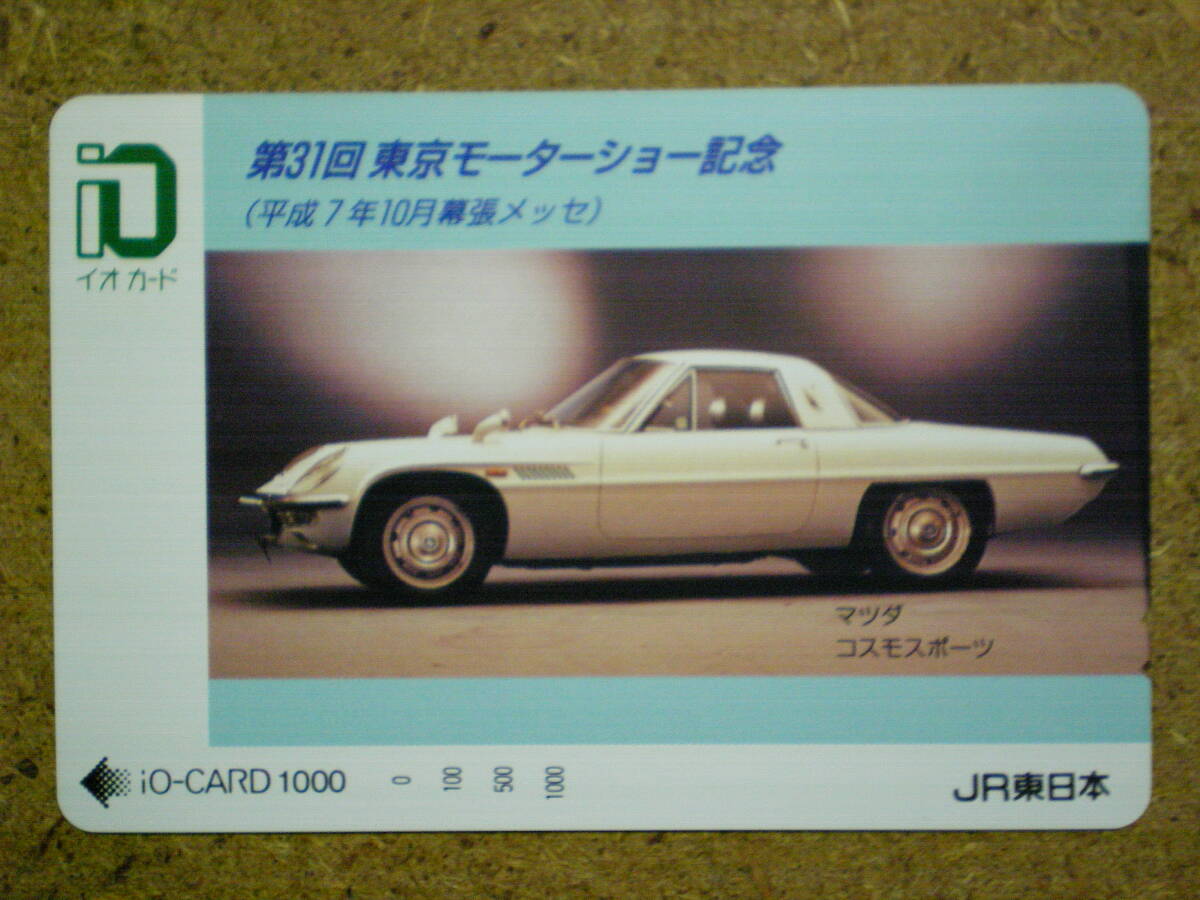 第31回 東京モーターショー記念
(平成7年10月幕張メッセ)
iO
イオカード
マツダ
コスモスポーツ
iO-CARD 1000
0 100 500 1000
JR東日本